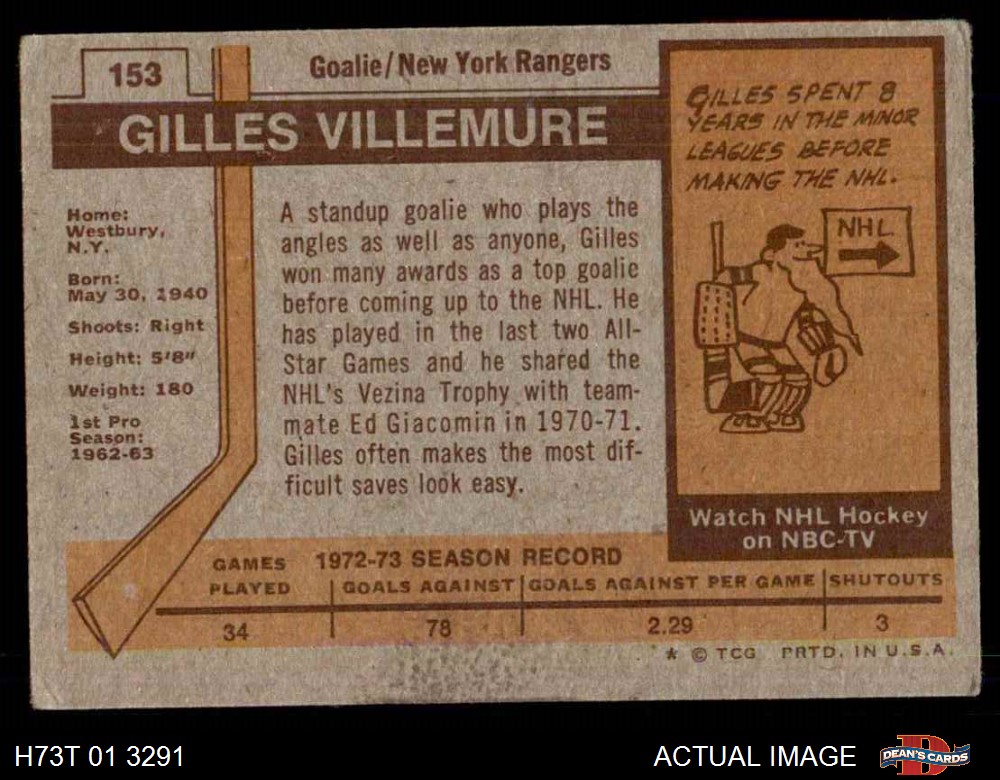 153
Goalie/New York Rangers
GILLES VILLEMURE
Home:
Westbury,
N.Y.
Born:
May 30, 1940
Shoots: Right
Height: 5'8"
Weight: 180
1st Pro
Season:
1962-63
A standup goalie who plays the
angles as well as anyone, Gilles
won many awards as a top goalie
before coming up to the NHL. He
has played in the last two All-
Star Games and he shared the
NHL's Vezina Trophy with team-
mate Ed Giacomin in 1970-71.
Gilles often makes the most dif-
ficult saves look easy.
GILLES SPENT 8
YEARS IN THE MINOR
LEAGUES BEFORE
MAKING THE NHL.
NHL
Watch NHL Hockey
on NBC-TV
1972-73 SEASON RECORD
GAMES PLAYED GOALS AGAINST GOALS AGAINST PER GAME SHUTOUTS
34 78 2.29 3
* © TCG PRTD. IN U.S.A.
H73T 01 3291
ACTUAL IMAGE
DEAN'S CARDS